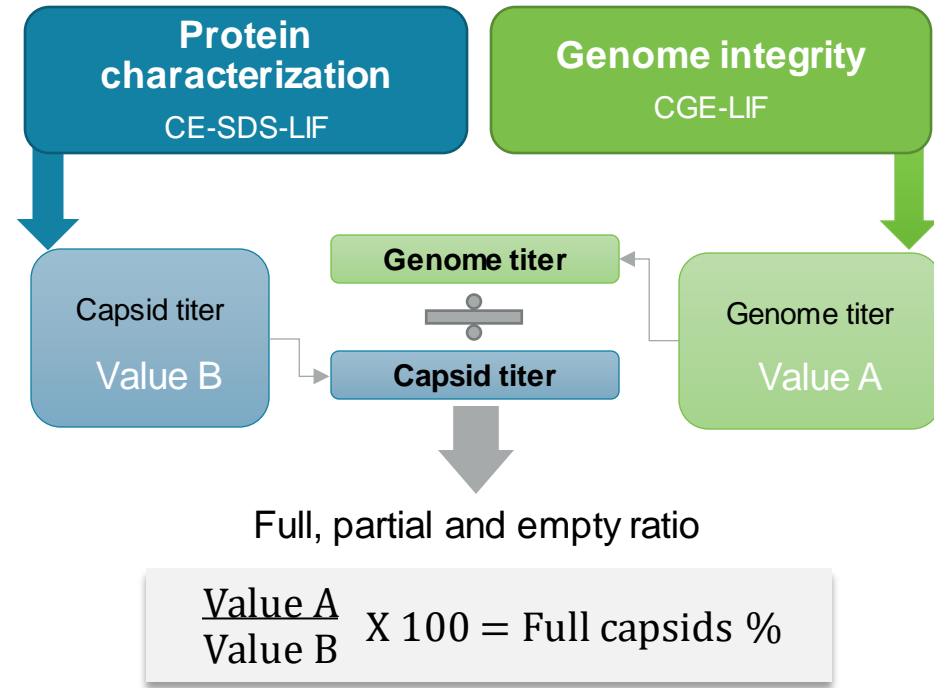 Protein
characterization
CE-SDS-LIF
Genome integrity
CGE-LIF
Capsid titer
Value B
Genome titer
Capsid titer
Genome titer
Value A
Full, partial and empty ratio
Value A
Value B
X 100 = Full capsids %